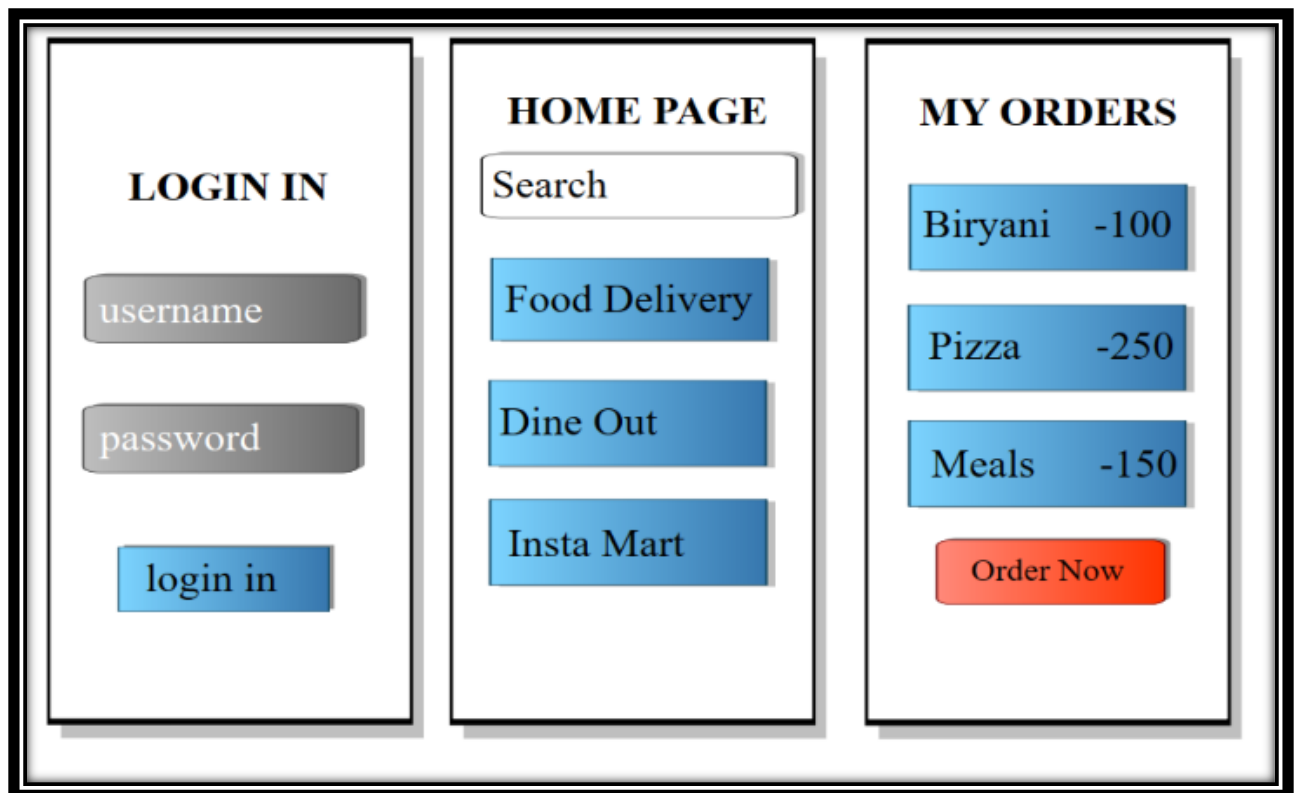 LOGIN IN
username
password
login in
HOME PAGE
Search
Food Delivery
Dine Out
Insta Mart
MY ORDERS
Biryani -100
Pizza -250
Meals -150
Order Now